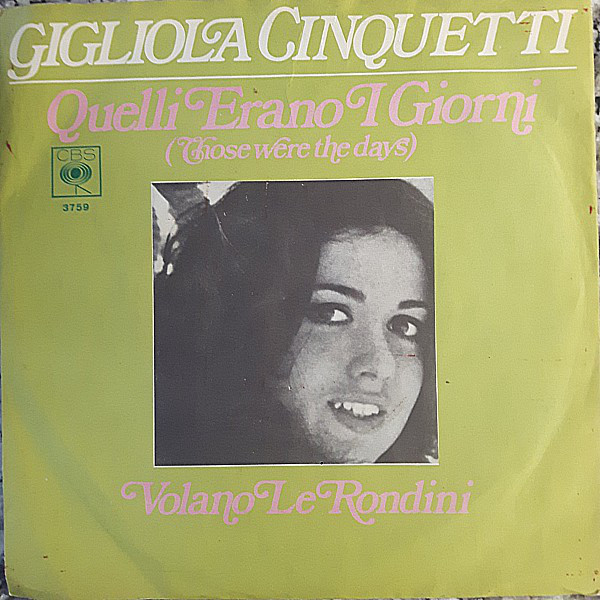 GIGLIOLA CINQUETTI
Quelli Erano I Giorni
(Those were the days)
CBS
3759
Volano Le Rondini